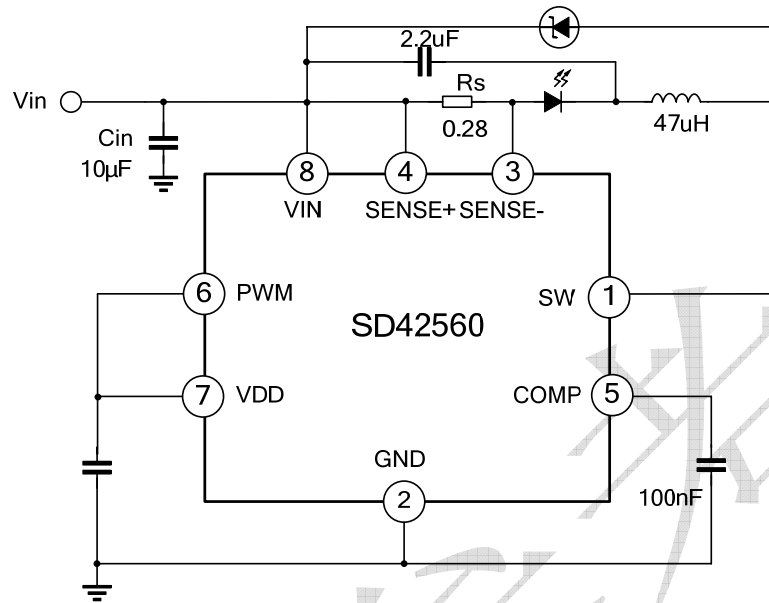 2.2uF
Rs
Vin
0.28
47uH
Cin
10µF
8
4
3
VIN
SENSE+
SENSE-
6
PWM
SW
1
SD42560
7
VDD
COMP
5
GND
2
100nF